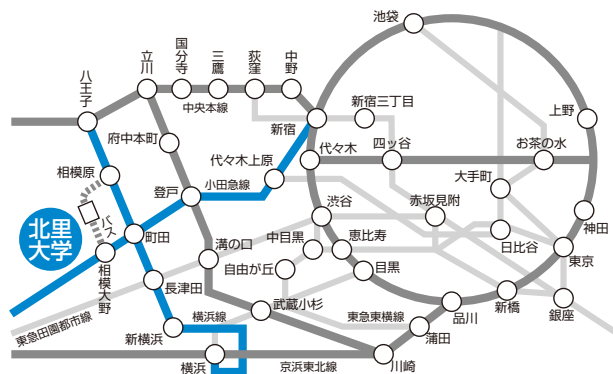 池袋
中野
荻窪
三鷹
国分寺
立川
八王子
中央本線
新宿三丁目
新宿
上野
府中本町
代々木上原
代々木
四ッ谷
お茶の水
相模原
登戸
小田急線
大手町
赤坂見附
神田
北里
大学
バス
町田
渋谷
日比谷
中目黒
恵比寿
東京
溝の口
自由が丘
目黒
相模大野
長津田
新橋
銀座
武蔵小杉
品川
東急田園都市線
新横浜
横浜線
東急東横線
蒲田
横浜
京浜東北線
川崎